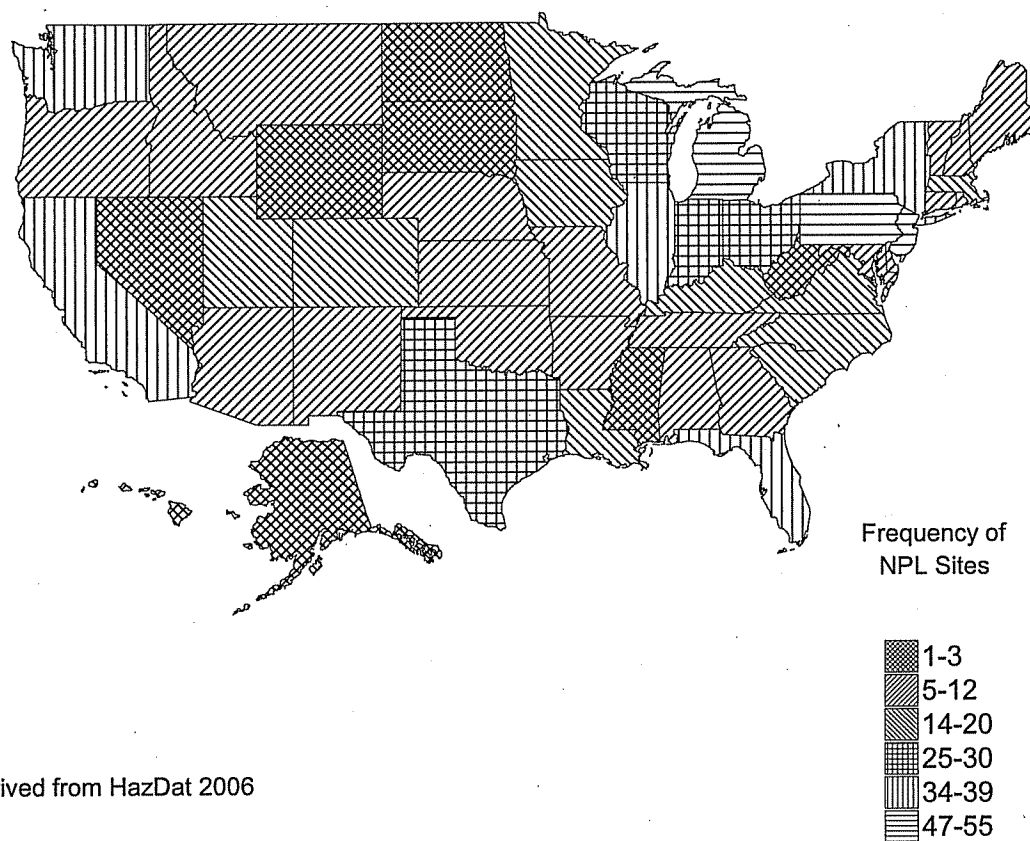 Frequency of
NPL Sites
1-3
5-12
14-20
25-30
34-39
47-55
ived from HazDat 2006